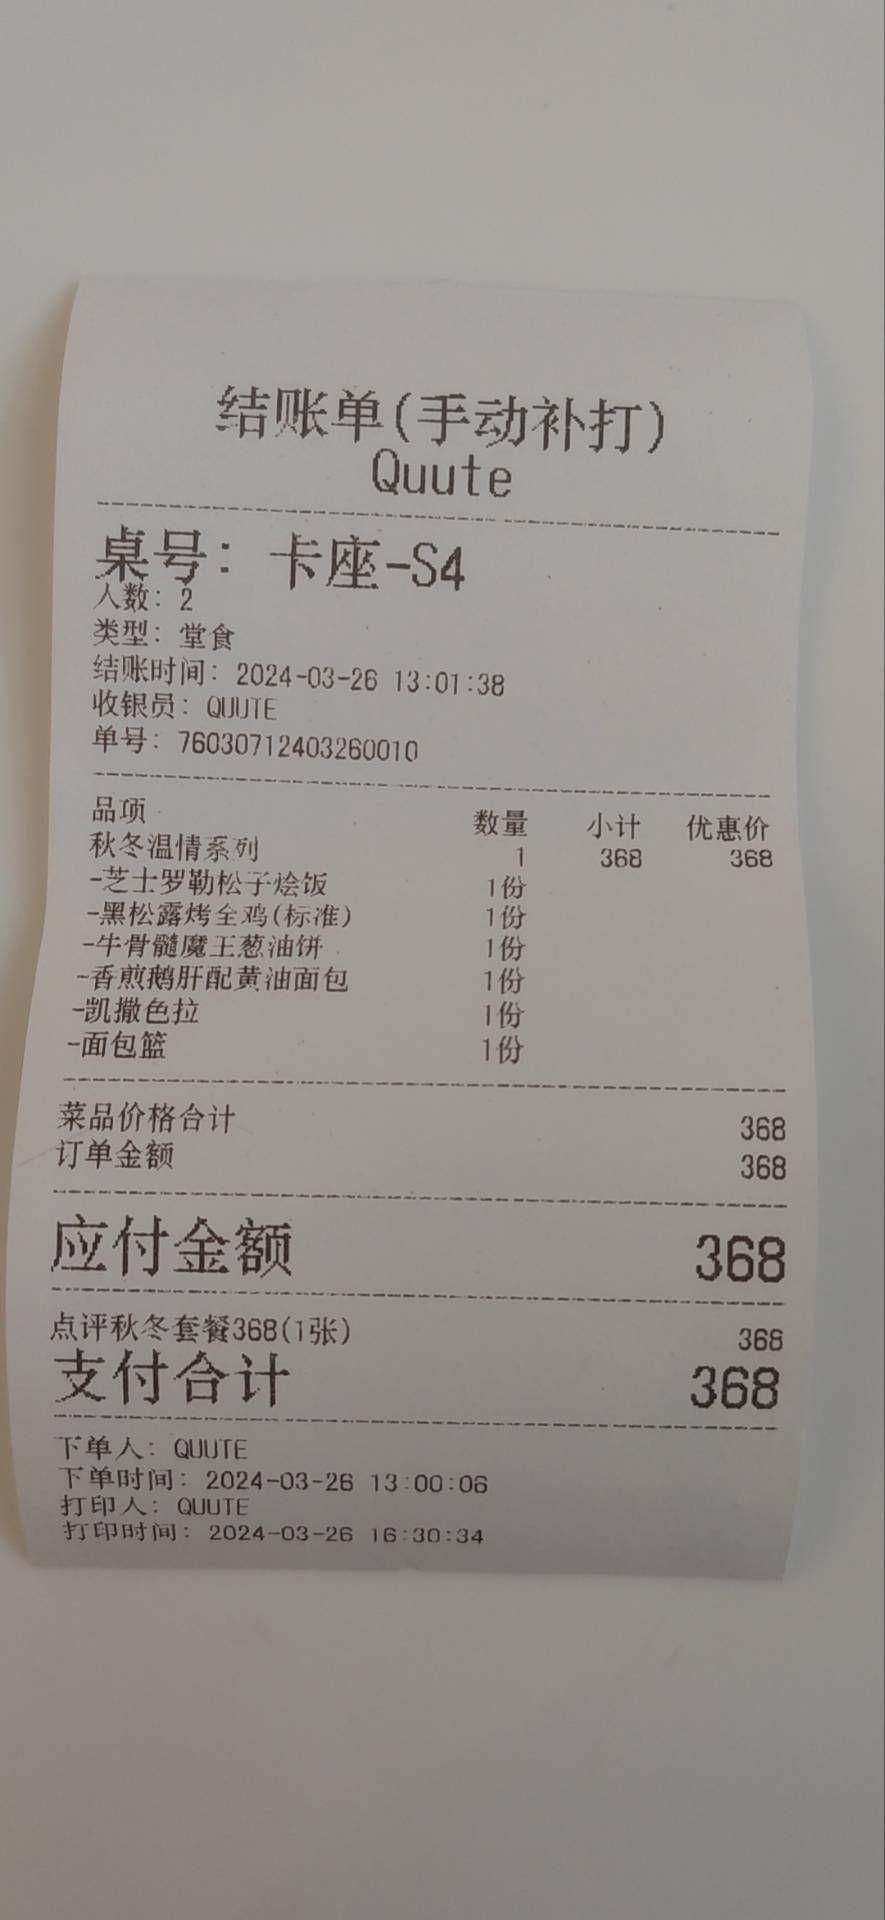 结账单(手动补打)
Quute
桌号: 卡座-S4
人数: 2
类型: 堂食
结账时间: 2024-03-26 13:01:38
收银员: QUUTE
单号: 76030712403260010
品项 数量 小计 优惠价
秋冬温情系列 1 368 368
-芝士罗勒松子烩饭 1份
-黑松露烤全鸡(标准) 1份
-牛骨髓魔王葱油饼 1份
-香煎鹅肝配黄油面包 1份
-凯撒色拉 1份
-面包篮 1份
菜品价格合计 368
订单金额 368
应付金额 368
点评秋冬套餐368(1张) 368
支付合计 368
下单人: QUUTE
下单时间: 2024-03-26 13:00:06
打印人: QUUTE
打印时间: 2024-03-26 16:30:34